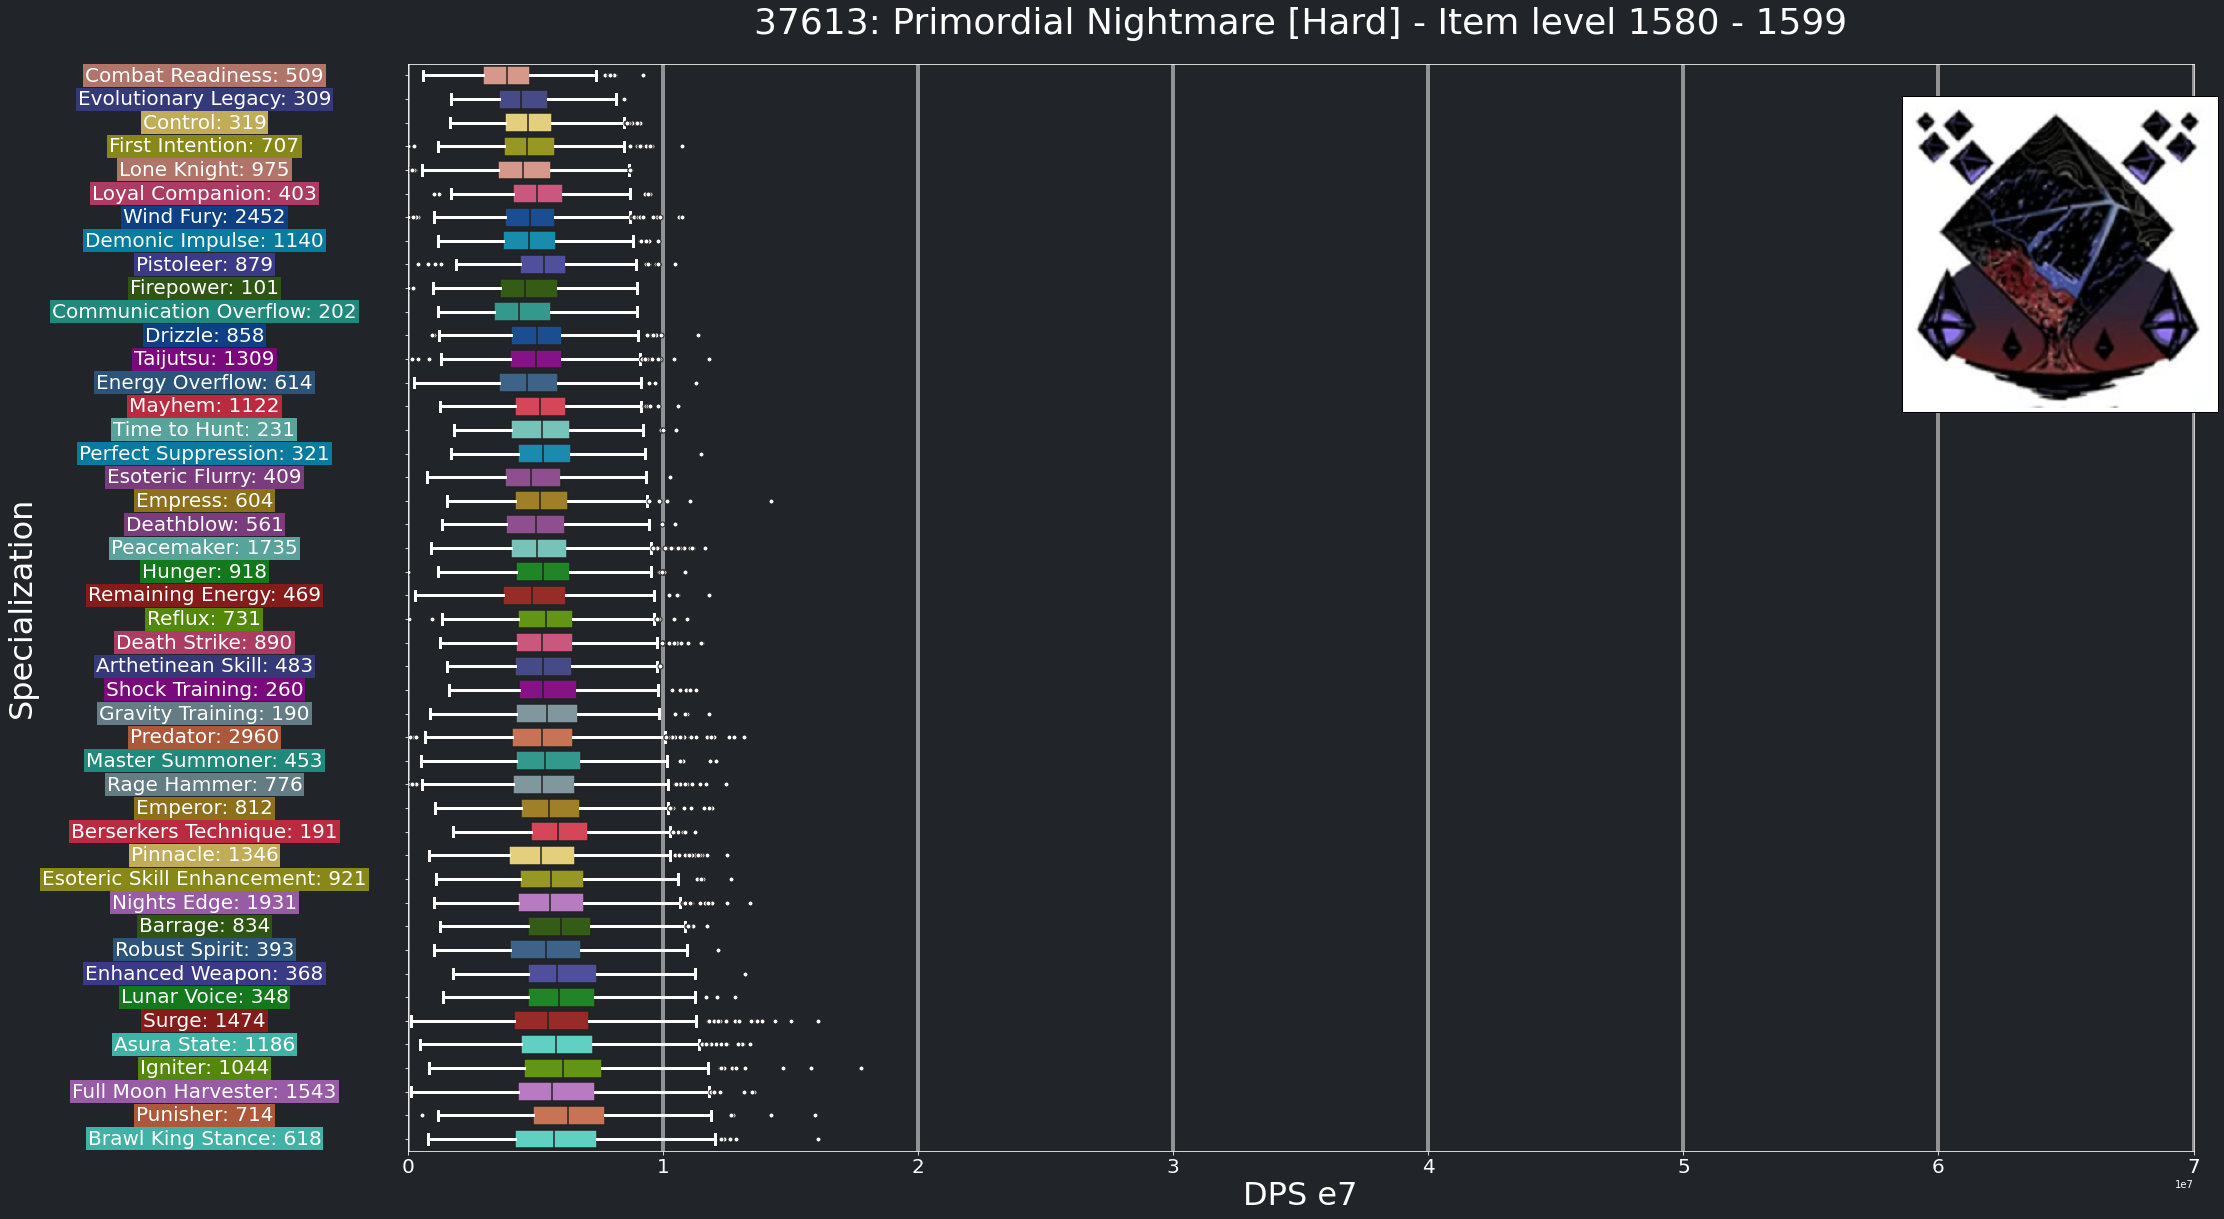 37613: Primordial Nightmare [Hard] - Item level 1580 - 1599
Specialization
Combat Readiness: 509
Evolutionary Legacy: 309
Control: 319
First Intention: 707
Lone Knight: 975
Loyal Companion: 403
Wind Fury: 2452
Demonic Impulse: 1140
Pistoleer: 879
Firepower: 101
Communication Overflow: 202
Drizzle: 858
Taijutsu: 1309
Energy Overflow: 614
Mayhem: 1122
Time to Hunt: 231
Perfect Suppression: 321
Esoteric Flurry: 409
Empress: 604
Deathblow: 561
Peacemaker: 1735
Hunger: 918
Remaining Energy: 469
Reflux: 731
Death Strike: 890
Arthetinean Skill: 483
Shock Training: 260
Gravity Training: 190
Predator: 2960
Master Summoner: 453
Rage Hammer: 776
Emperor: 812
Berserkers Technique: 191
Pinnacle: 1346
Esoteric Skill Enhancement: 921
Nights Edge: 1931
Barrage: 834
Robust Spirit: 393
Enhanced Weapon: 368
Lunar Voice: 348
Surge: 1474
Asura State: 1186
Igniter: 1044
Full Moon Harvester: 1543
Punisher: 714
Brawl King Stance: 618
0 1 2 3 4 5 6 7
1e7
DPS e7